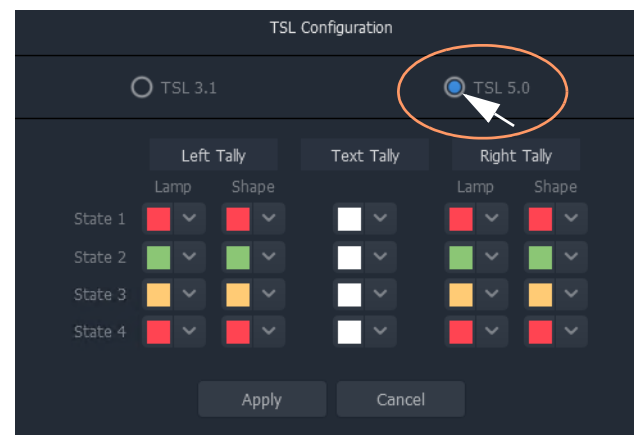 TSL Configuration
TSL 3.1 TSL 5.0
Left Tally Text Tally Right Tally
Lamp Shape Lamp Shape
State 1
State 2
State 3
State 4
Apply Cancel